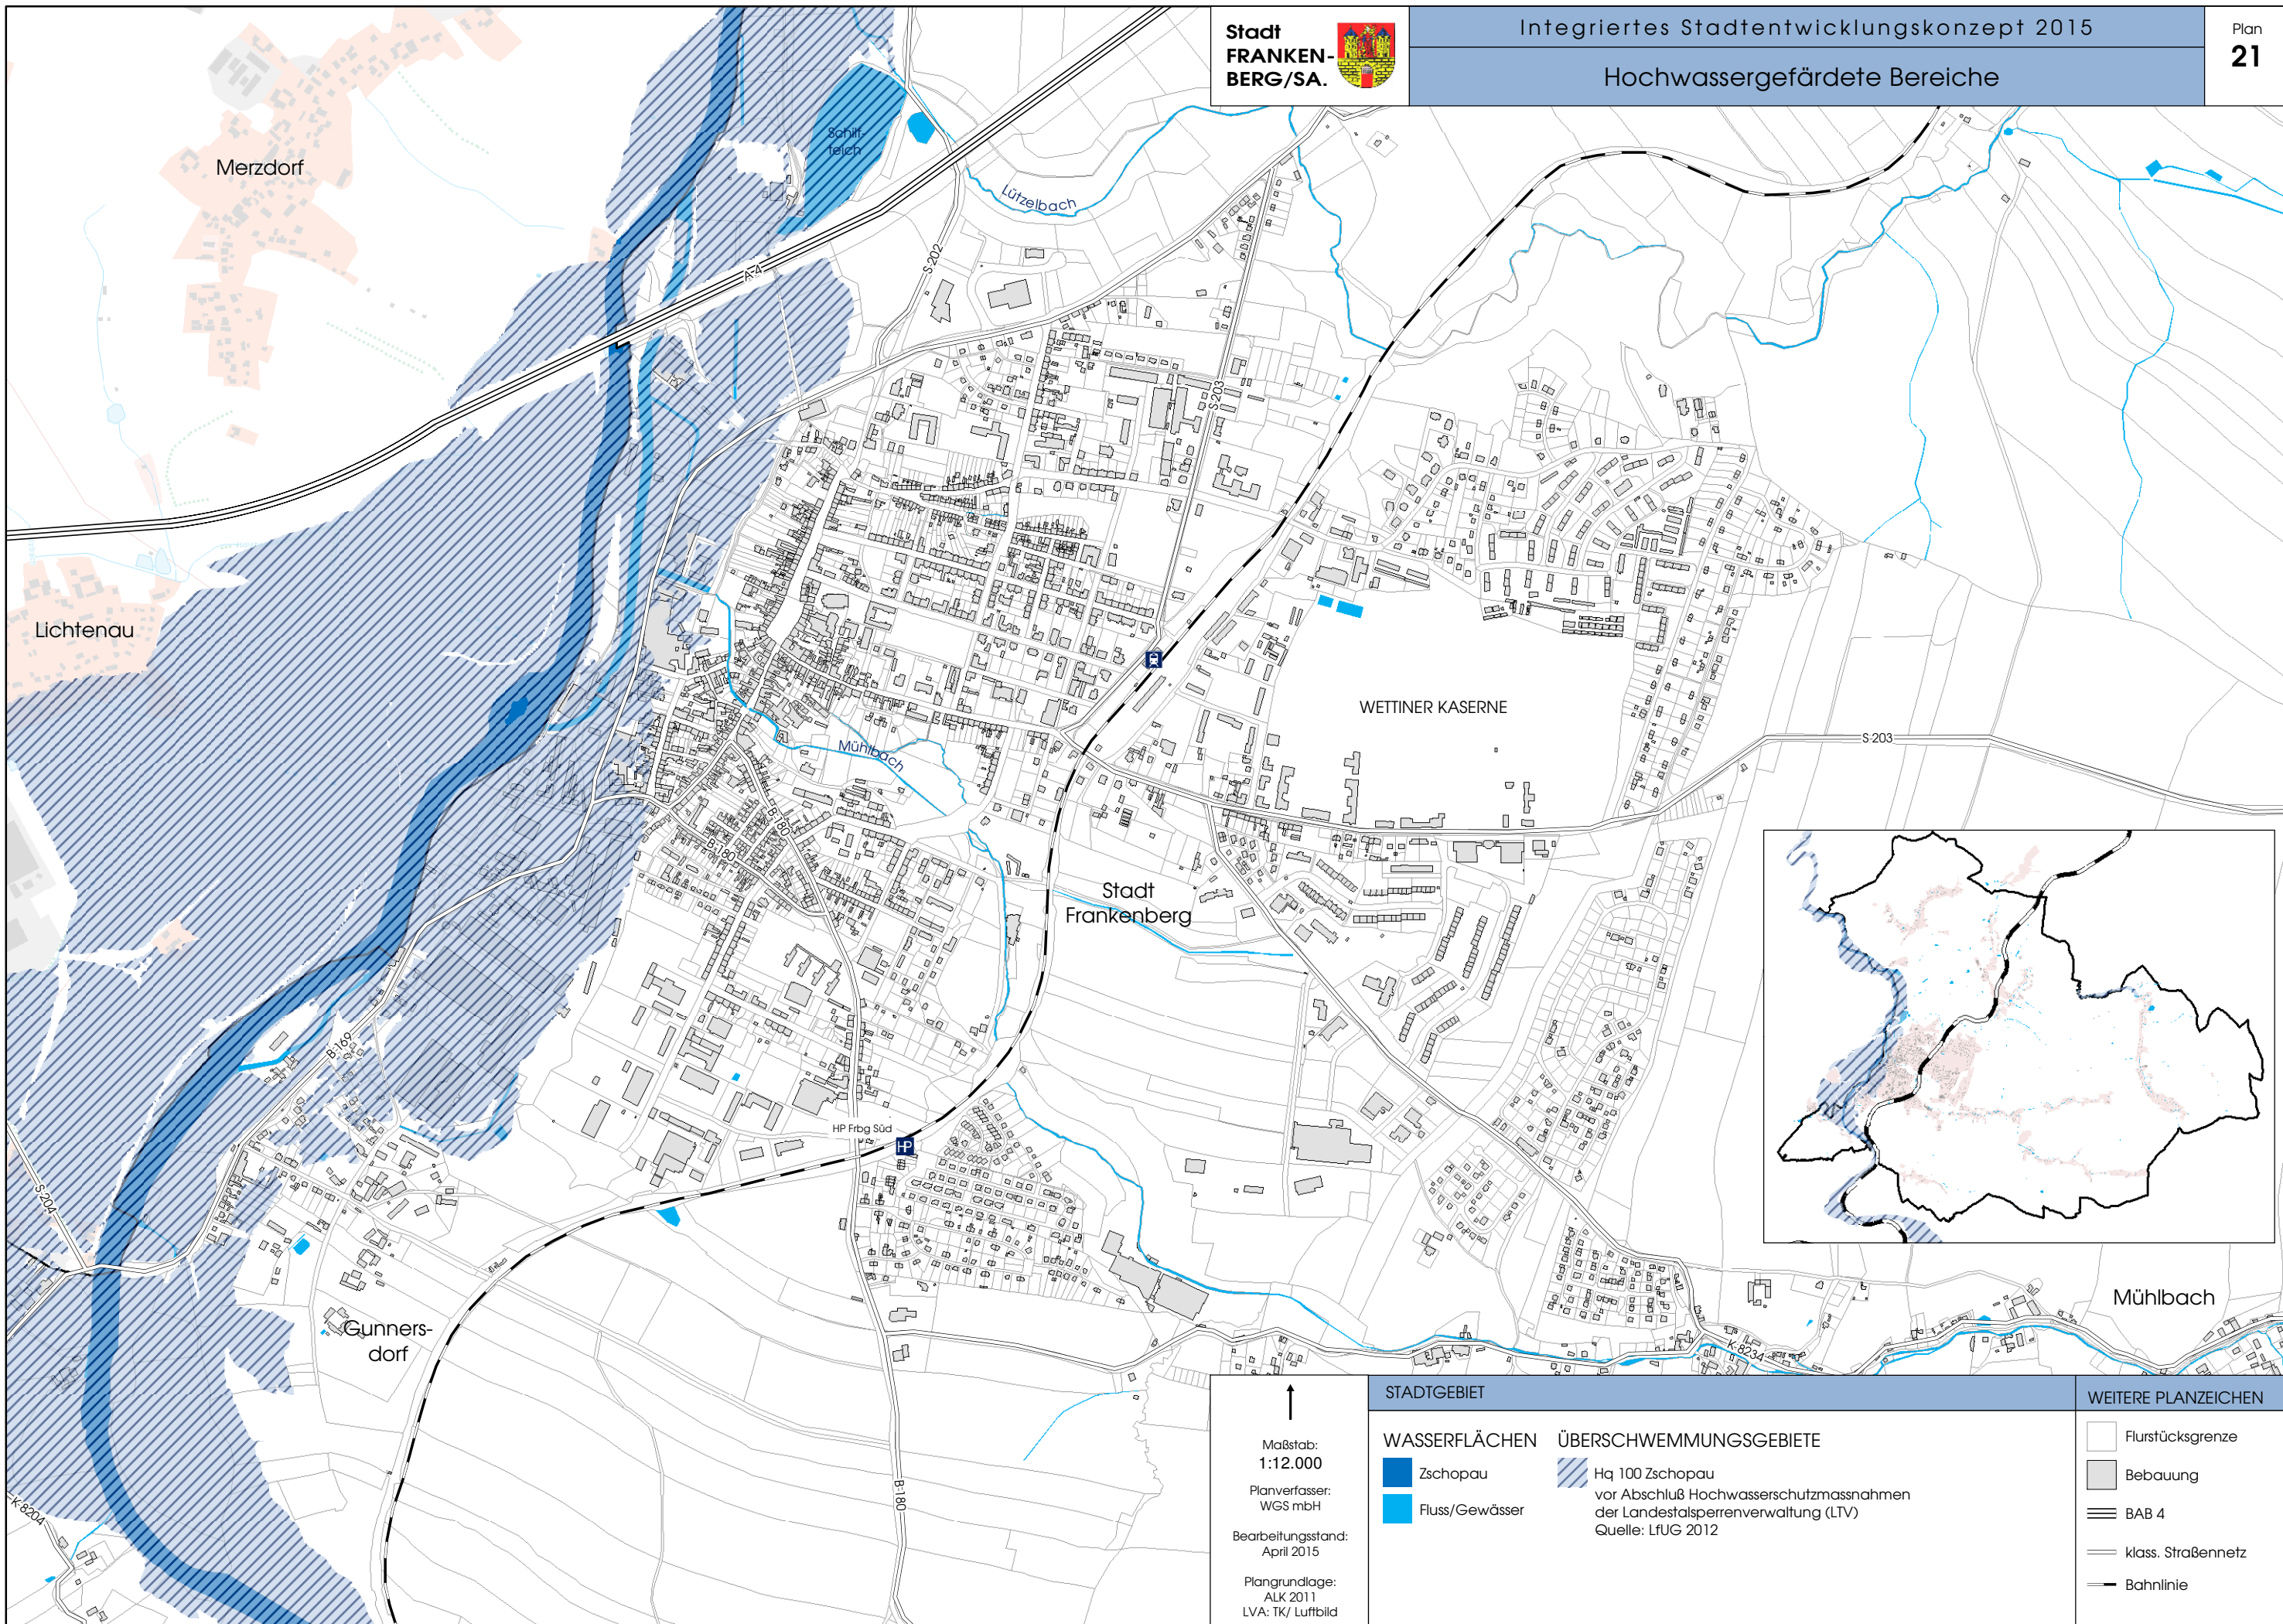 Stadt
FRANKEN-
BERG/SA.
Integriertes Stadtentwicklungskonzept 2015
Hochwassergefärdete Bereiche
Plan
21
Merzdorf
Schilf-
teich
Lützelbach
S 202
A 4
S 203
Lichtenau
WETTINER KASERNE
S 203
Mühlbach
B 180
B 180
Stadt
Frankenberg
B 169
HP Frbg Süd
HP
S 204
Gunners-
dorf
Mühlbach
K 8234
K 8204
B 180
Maßstab:
1:12.000
Planverfasser:
WGS mbH
Bearbeitungsstand:
April 2015
Plangrundlage:
ALK 2011
LVA: TK/ Luftbild
STADTGEBIET
WASSERFLÄCHEN
Zschopau
Fluss/Gewässer
ÜBERSCHWEMMUNGSGEBIETE
Hq 100 Zschopau
vor Abschluß Hochwasserschutzmassnahmen
der Landestalsperrenverwaltung (LTV)
Quelle: LfUG 2012
WEITERE PLANZEICHEN
Flurstücksgrenze
Bebauung
BAB 4
klass. Straßennetz
Bahnlinie